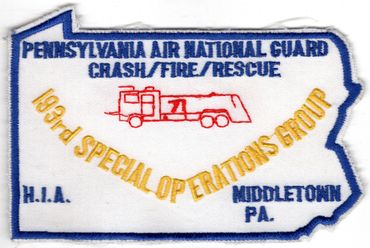 PENNSYLVANIA AIR NATIONAL GUARD
CRASH/FIRE/RESCUE
71
193rd SPECIAL OPERATIONS GROUP
H.I.A.
MIDDLETOWN
PA.